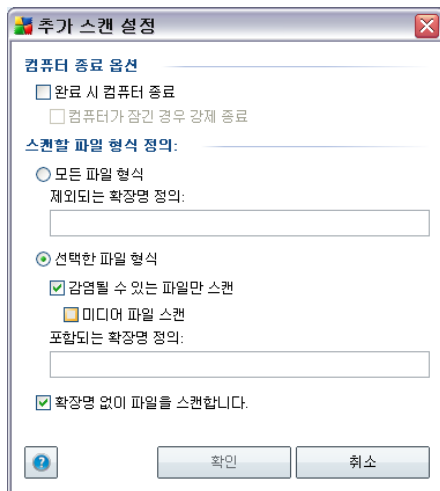 추가 스캔 설정
컴퓨터 종료 옵션
완료 시 컴퓨터 종료
컴퓨터가 잠긴 경우 강제 종료
스캔할 파일 형식 정의:
모든 파일 형식
제외되는 확장명 정의:
선택한 파일 형식
감염될 수 있는 파일만 스캔
미디어 파일 스캔
포함되는 확장명 정의:
확장명 없이 파일을 스캔합니다.
확인
취소